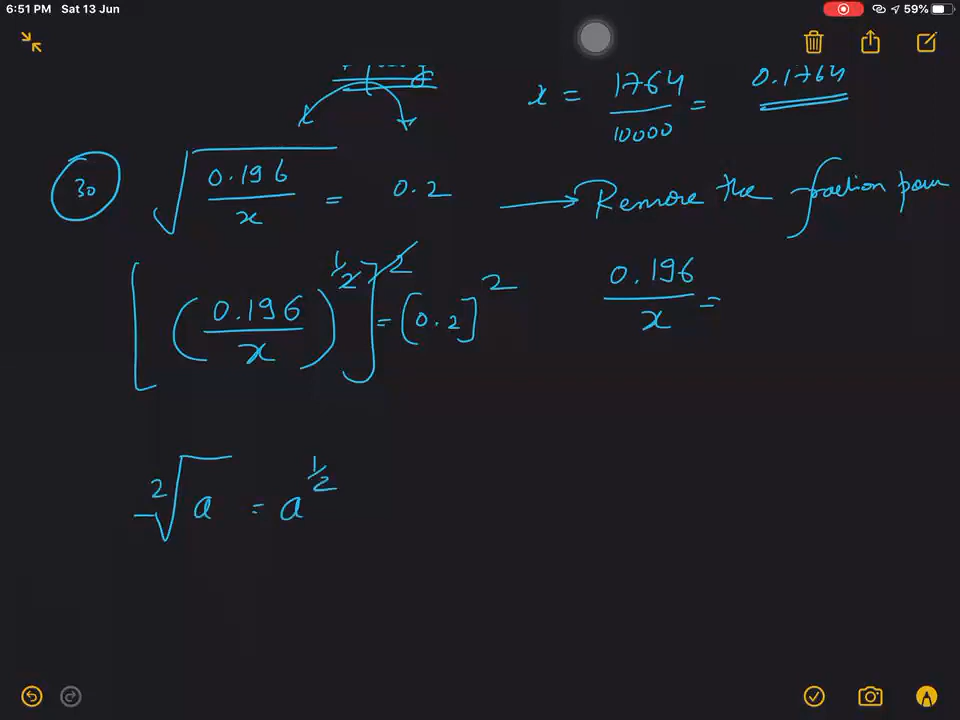 6:51 PM Sat 13 Jun
59%
x = 1764/10000 = 0.1764
30 √(0.196/x) = 0.2 → Remove the fraction
[(0.196/x)^(1/2)]^2 = [0.2]^2
0.196/x =
²√a = a^(1/2)